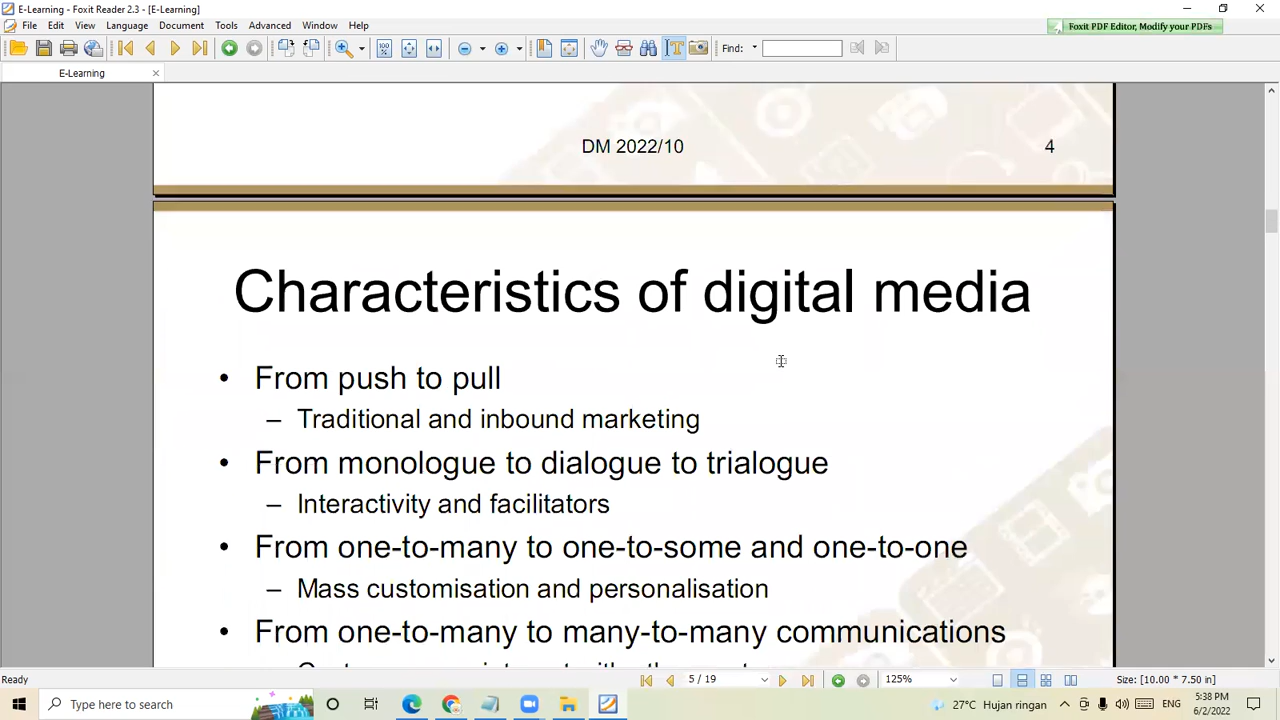 E-Learning - Foxit Reader 2.3 - [E-Learning]
File Edit View Language Document Tools Advanced Window Help
Foxit PDF Editor, Modify your PDFs
Find:
E-Learning
DM 2022/10 4
Characteristics of digital media
• From push to pull
– Traditional and inbound marketing
• From monologue to dialogue to trialogue
– Interactivity and facilitators
• From one-to-many to one-to-some and one-to-one
– Mass customisation and personalisation
• From one-to-many to many-to-many communications
Ready 5 / 19 125% Size: [10.00 * 7.50 in]
Type here to search 27°C Hujan ringan ENG 5:38 PM
6/2/2022